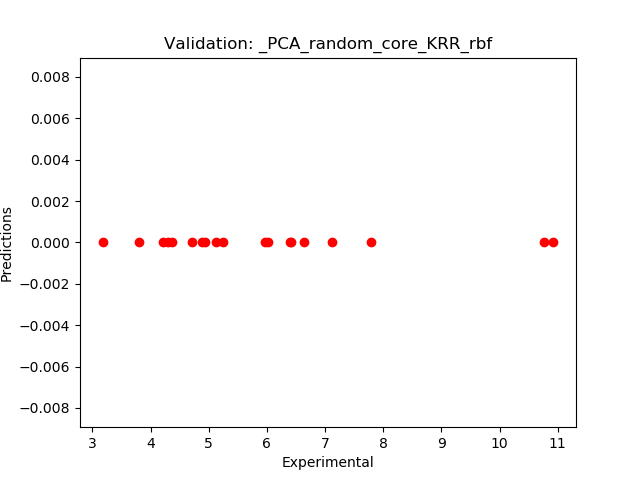 Validation: _PCA_random_core_KRR_rbf
0.008
0.006
0.004
0.002
0.000
−0.002
−0.004
−0.006
−0.008
Predictions
3 4 5 6 7 8 9 10 11
Experimental